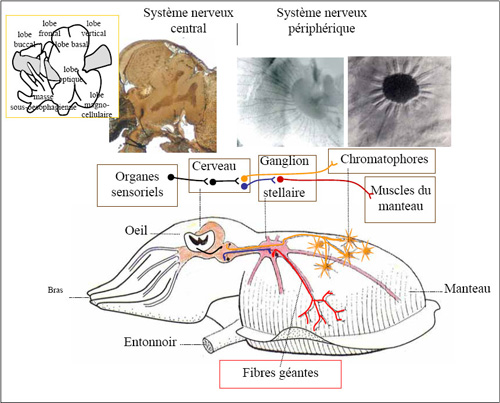 Système nerveux
central
Système nerveux
périphérique
lobe
frontal
lobe
vertical
lobe
buccal
lobe basal
lobe
optique
masse
sous-oesophagienne
lobe
magno-
cellulaire
Organes
sensoriels
Cerveau
Ganglion
stellaire
Chromatophores
Muscles du
manteau
Oeil
Bras
Entonnoir
Manteau
Fibres géantes